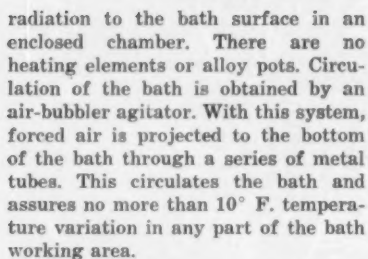 radiation to the bath surface in an
enclosed chamber. There are no
heating elements or alloy pots. Circu-
lation of the bath is obtained by an
air-bubbler agitator. With this system,
forced air is projected to the bottom
of the bath through a series of metal
tubes. This circulates the bath and
assures no more than 10° F. tempera-
ture variation in any part of the bath
working area.